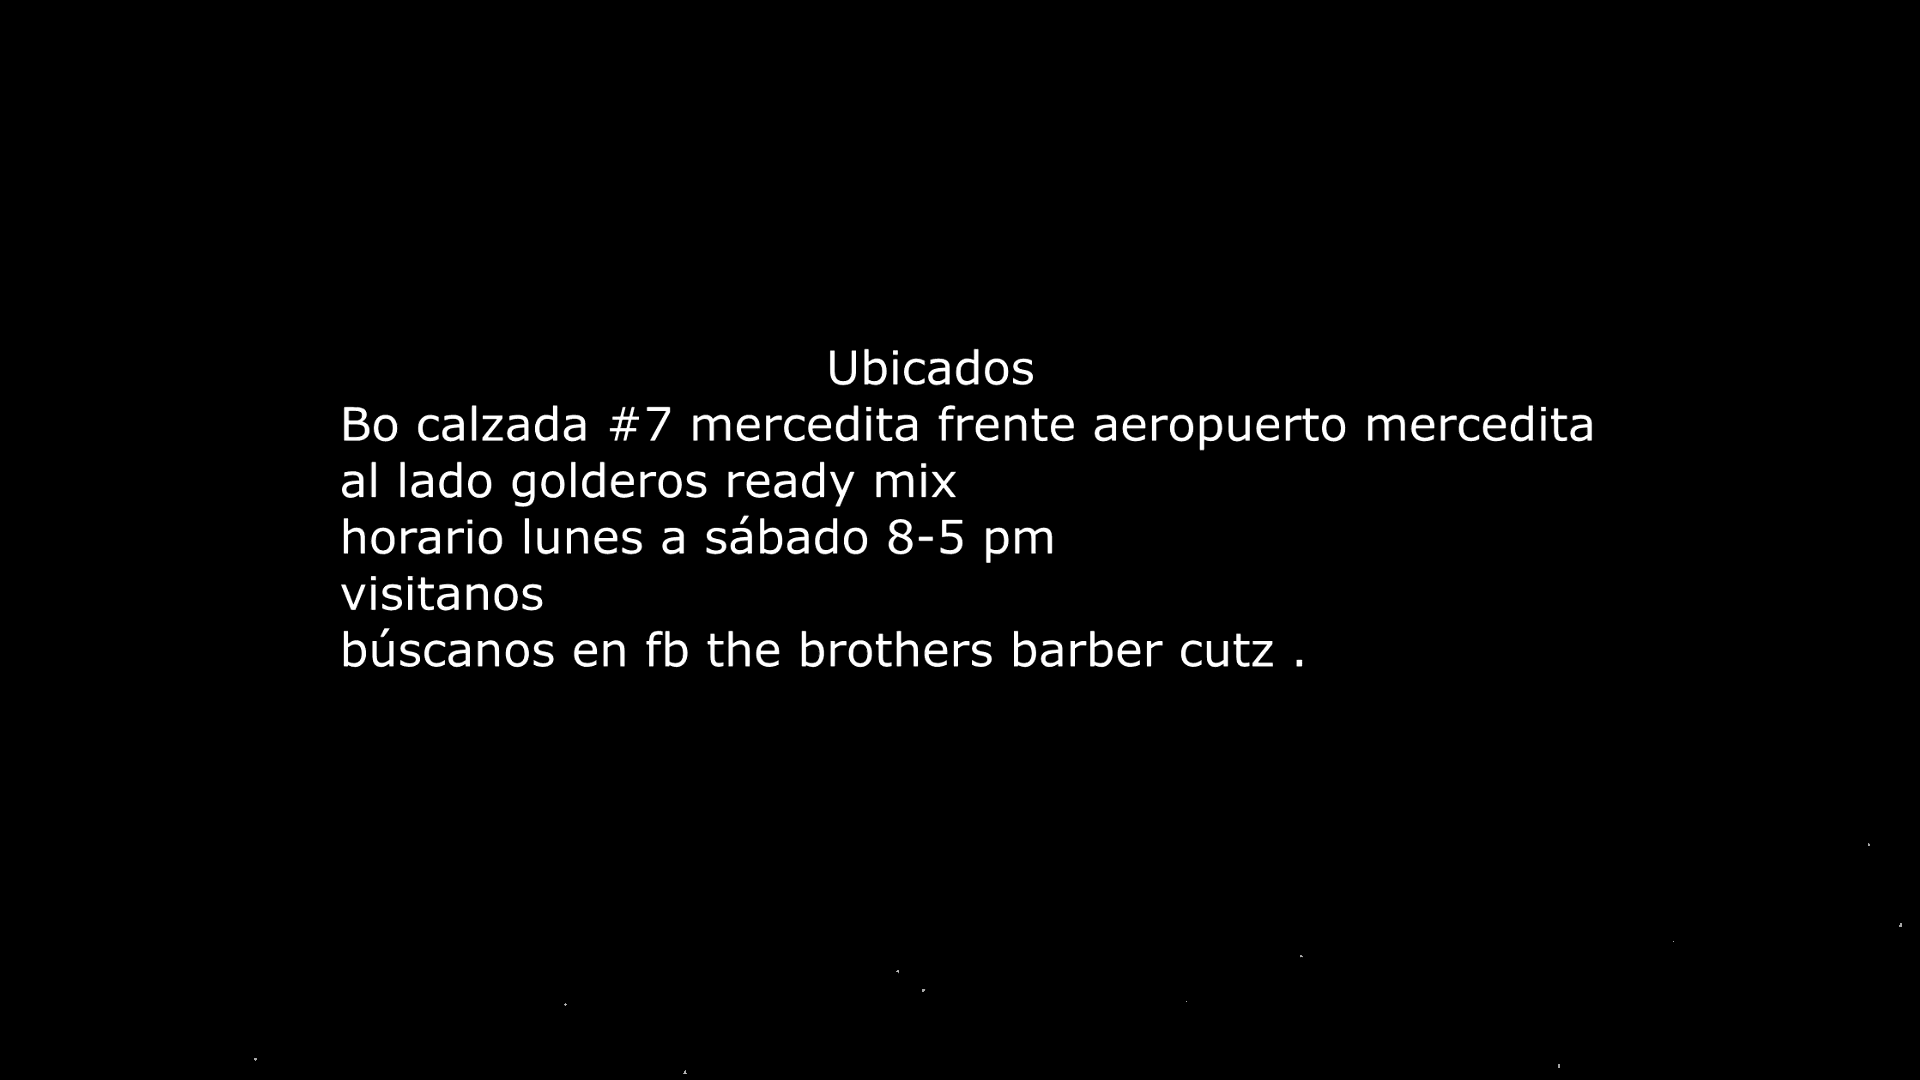 Ubicados
Bo calzada #7 mercedita frente aeropuerto mercedita
al lado golderos ready mix
horario lunes a sábado 8-5 pm
visitanos
búscanos en fb the brothers barber cutz .